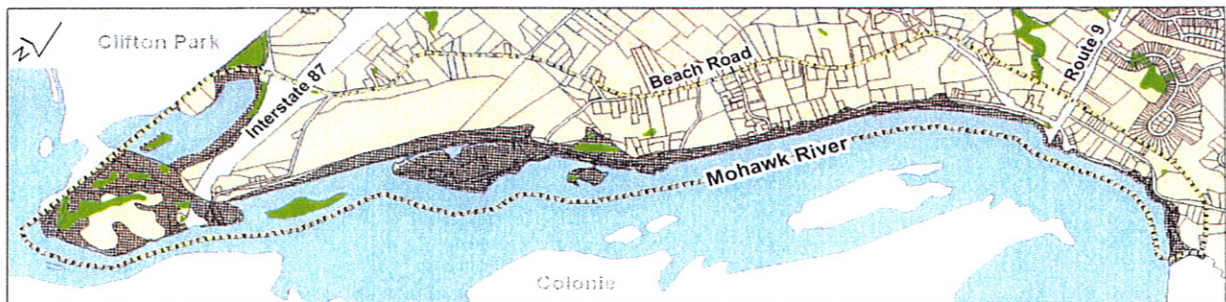 N
Clifton Park
Interstate 87
Beach Road
Route 9
Mohawk River
Colonie